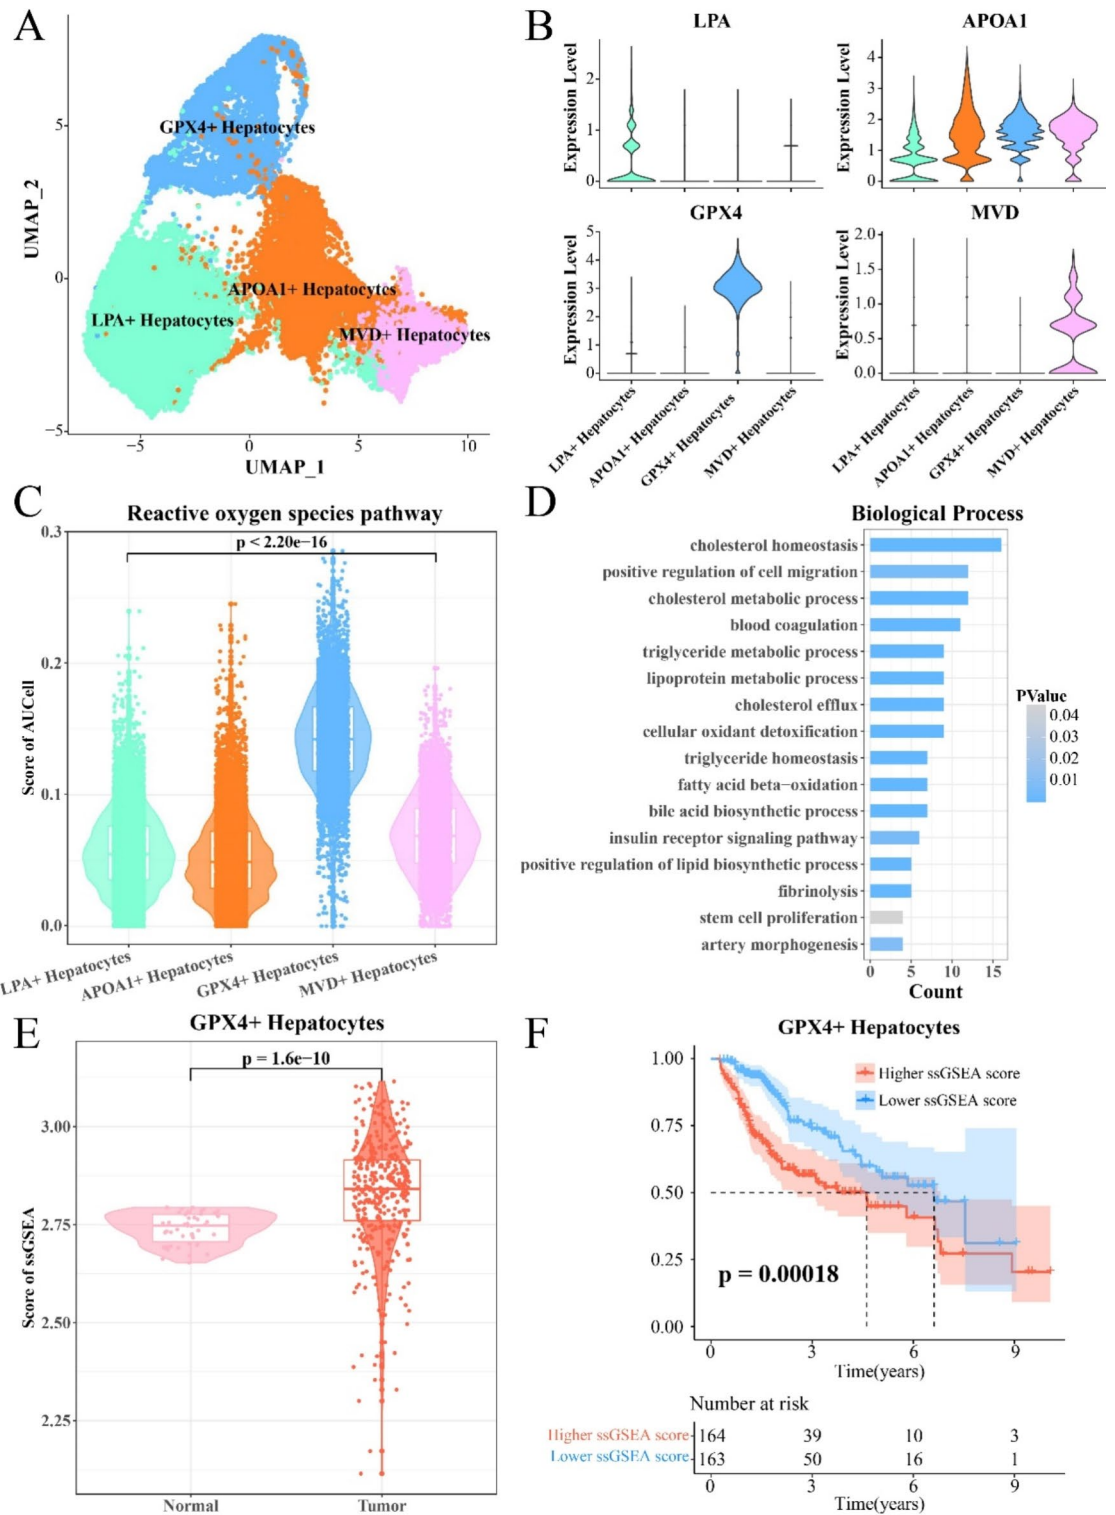 A
UMAP_2
5
0
−5
GPX4+ Hepatocytes
APOA1+ Hepatocytes
LPA+ Hepatocytes
MVD+ Hepatocytes
−5 0 5 10
UMAP_1
B
LPA
Expression Level
2
1
0
APOA1
Expression Level
4
3
2
1
0
GPX4
Expression Level
5
4
3
2
1
0
LPA+ Hepatocytes
APOA1+ Hepatocytes
GPX4+ Hepatocytes
MVD+ Hepatocytes
MVD
Expression Level
2.0
1.5
1.0
0.5
0.0
LPA+ Hepatocytes
APOA1+ Hepatocytes
GPX4+ Hepatocytes
MVD+ Hepatocytes
C
Reactive oxygen species pathway
p < 2.20e−16
Score of AUCell
0.3
0.2
0.1
0.0
LPA+ Hepatocytes
APOA1+ Hepatocytes
GPX4+ Hepatocytes
MVD+ Hepatocytes
D
Biological Process
cholesterol homeostasis
positive regulation of cell migration
cholesterol metabolic process
blood coagulation
triglyceride metabolic process
lipoprotein metabolic process
cholesterol efflux
cellular oxidant detoxification
triglyceride homeostasis
fatty acid beta−oxidation
bile acid biosynthetic process
insulin receptor signaling pathway
positive regulation of lipid biosynthetic process
fibrinolysis
stem cell proliferation
artery morphogenesis
0 5 10 15
Count
PValue
0.04
0.03
0.02
0.01
E
GPX4+ Hepatocytes
p = 1.6e−10
Score of ssGSEA
3.00
2.75
2.50
2.25
Normal Tumor
F
GPX4+ Hepatocytes
1.00
0.75
0.50
0.25
0.00
Higher ssGSEA score
Lower ssGSEA score
p = 0.00018
0 3 6 9
Time(years)
Number at risk
Higher ssGSEA score 164 39 10 3
Lower ssGSEA score 163 50 16 1
0 3 6 9
Time(years)